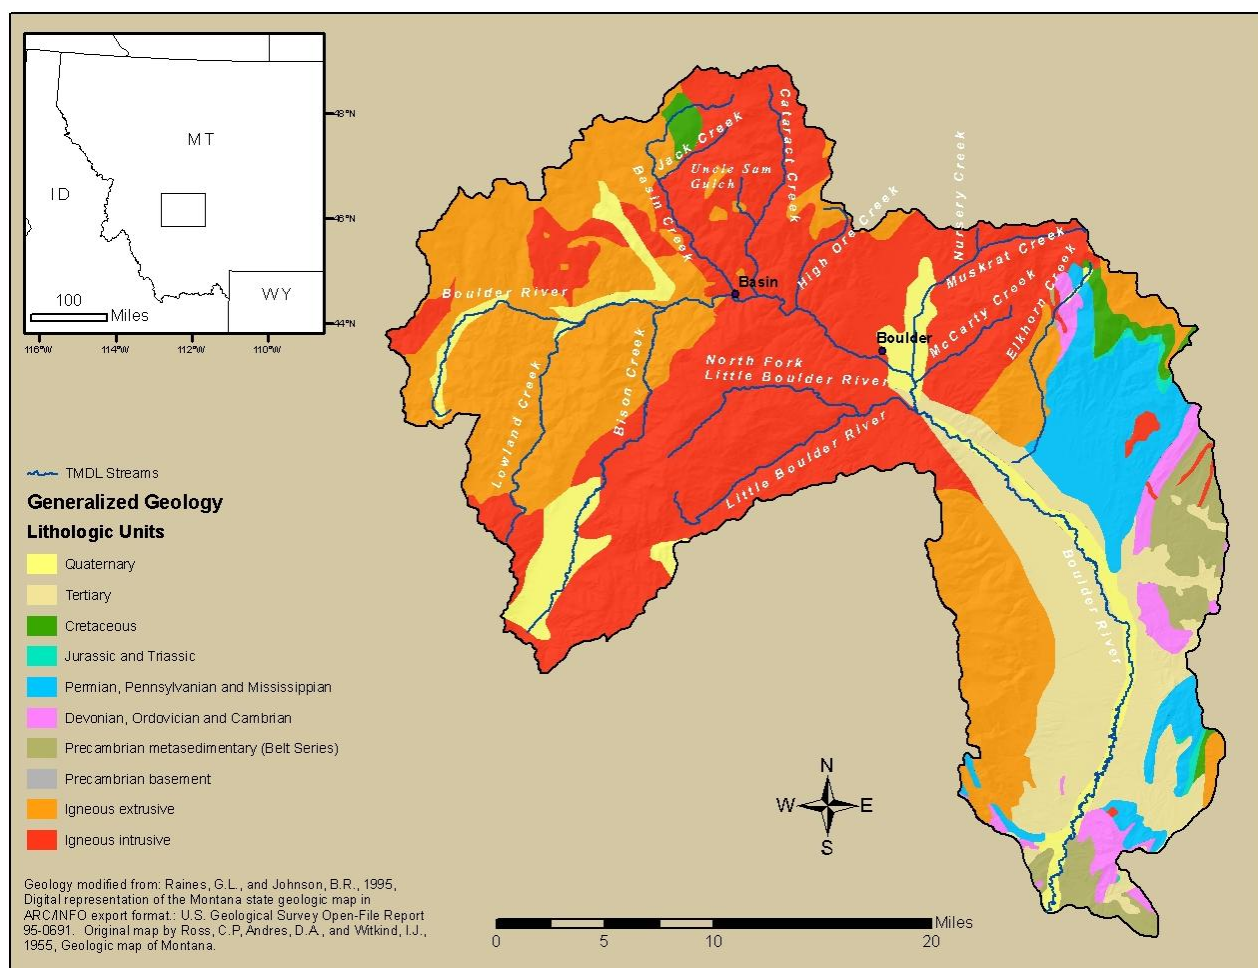 MT
ID
WY
100
Miles
48°N
46°N
44°N
116°W
114°W
112°W
110°W
Jack Creek
Cataract Creek
Uncle Sam
Gulch
Basin Creek
High Ore Creek
Nursery Creek
Muskrat Creek
McCarty Creek
Elkhorn Creek
Basin
Boulder
Boulder River
Lowland Creek
Bison Creek
North Fork
Little Boulder River
Little Boulder River
Boulder River
TMDL Streams
Generalized Geology
Lithologic Units
Quaternary
Tertiary
Cretaceous
Jurassic and Triassic
Permian, Pennsylvanian and Mississippian
Devonian, Ordovician and Cambrian
Precambrian metasedimentary (Belt Series)
Precambrian basement
Igneous extrusive
Igneous intrusive
N
W E
S
Geology modified from: Raines, G.L., and Johnson, B.R., 1995,
Digital representation of the Montana state geologic map in
ARC/INFO export format.: U.S. Geological Survey Open-File Report
95-0691. Original map by Ross, C.P, Andres, D.A., and Witkind, I.J.,
1955, Geologic map of Montana.
Miles
0 5 10 20